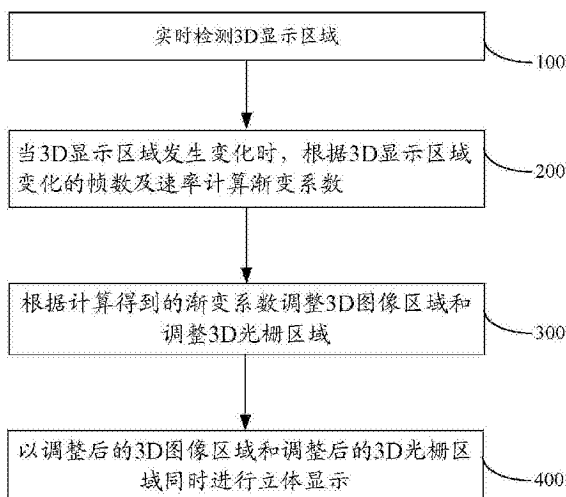 实时检测3D显示区域
100
当3D显示区域发生变化时，根据3D显示区域
变化的帧数及速率计算渐变系数
200
根据计算得到的渐变系数调整3D图像区域和
调整3D光栅区域
300
以调整后的3D图像区域和调整后的3D光栅区
域同时进行立体显示
400